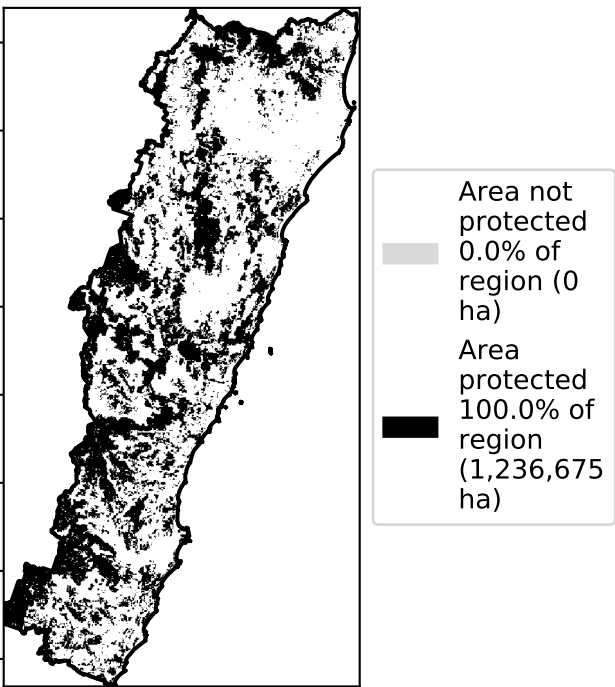 Area not
protected
0.0% of
region (0
ha)
Area
protected
100.0% of
region
(1,236,675
ha)